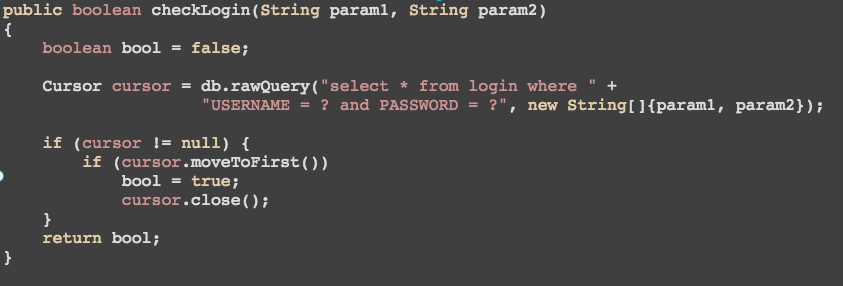 public boolean checkLogin(String param1, String param2)
{
    boolean bool = false;
    Cursor cursor = db.rawQuery("select * from login where " +
                    "USERNAME = ? and PASSWORD = ?", new String[]{param1, param2});
    if (cursor != null) {
        if (cursor.moveToFirst())
            bool = true;
            cursor.close();
    }
    return bool;
}